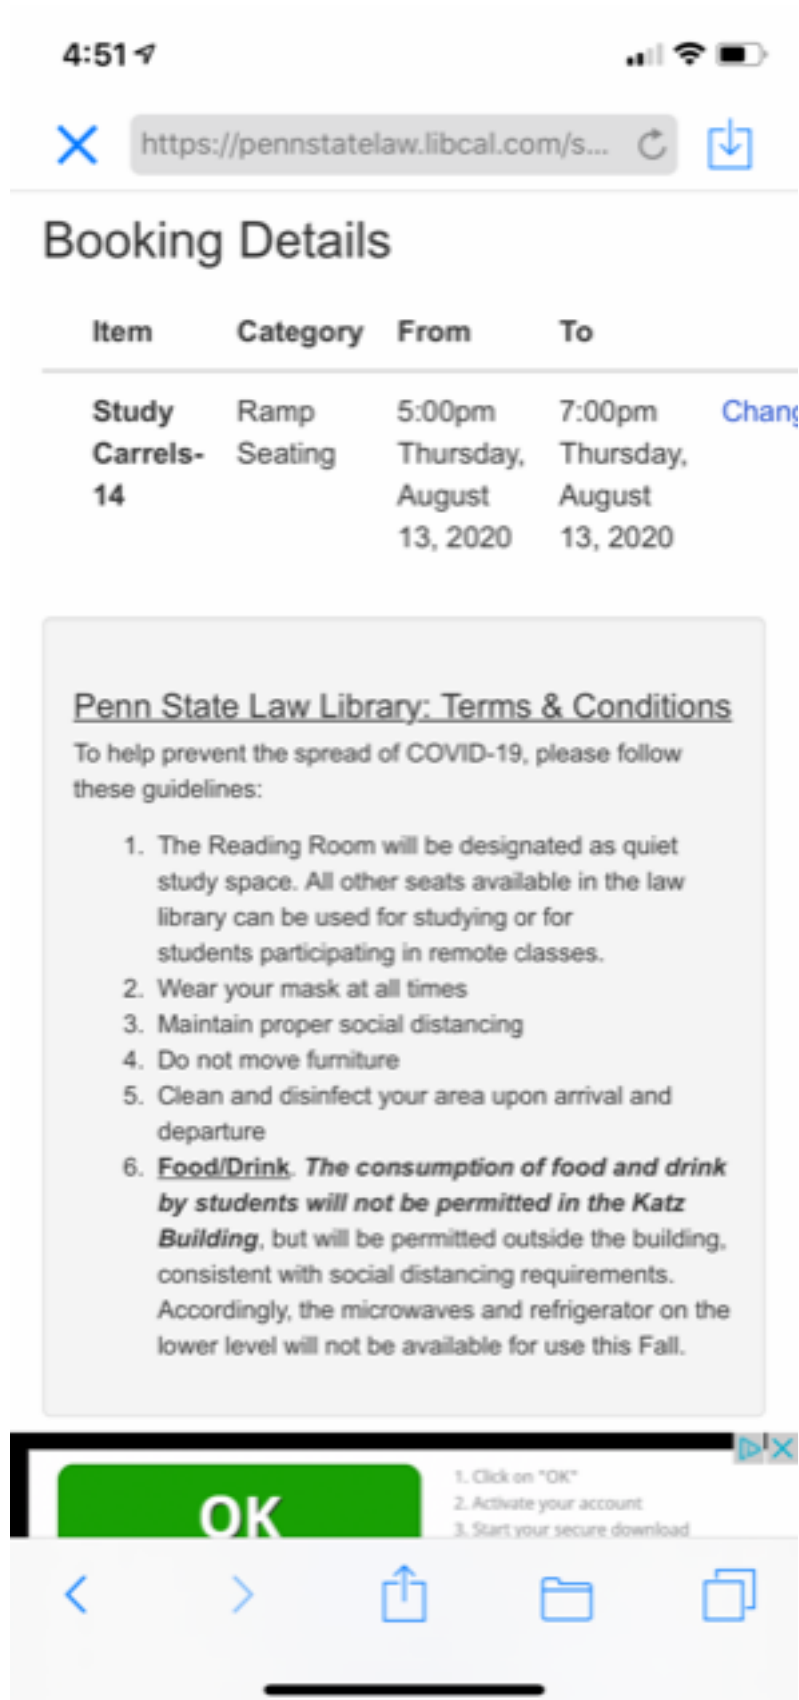 4:51
https://pennstatelaw.libcal.com/s...
Booking Details
Item Category From To
Study Ramp 5:00pm 7:00pm Chang
Carrels- Seating Thursday, Thursday,
14 August August
13, 2020 13, 2020
Penn State Law Library: Terms & Conditions
To help prevent the spread of COVID-19, please follow
these guidelines:
1. The Reading Room will be designated as quiet
study space. All other seats available in the law
library can be used for studying or for
students participating in remote classes.
2. Wear your mask at all times
3. Maintain proper social distancing
4. Do not move furniture
5. Clean and disinfect your area upon arrival and
departure
6. Food/Drink. The consumption of food and drink
by students will not be permitted in the Katz
Building, but will be permitted outside the building,
consistent with social distancing requirements.
Accordingly, the microwaves and refrigerator on the
lower level will not be available for use this Fall.
OK
1. Click on "OK"
2. Activate your account
3. Start your secure download